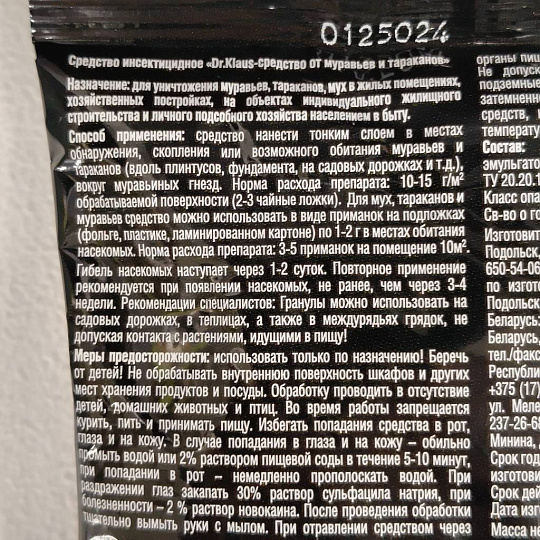 0125024
Средство инсектицидное «Dr.Klaus-средство от муравьев и тараканов»
Назначение: для уничтожения муравьев, тараканов, мух в жилых помещениях,
хозяйственных постройках, на объектах индивидуального жилищного
строительства и личного подсобного хозяйства населением в быту.
Способ применения: средство нанести тонким слоем в местах
обнаружения, скопления или возможного обитания муравьев и
тараканов (вдоль плинтусов, фундамента, на садовых дорожках и т.д.),
вокруг муравьиных гнезд. Норма расхода препарата: 10-15 г/м²
обрабатываемой поверхности (2-3 чайные ложки). Для мух, тараканов и
муравьев средство можно использовать в виде приманок на подложках
(фольге, пластике, ламинированном картоне) по 1-2 г в местах обитания
насекомых. Норма расхода препарата: 3-5 приманок на помещение 10м².
Гибель насекомых наступает через 1-2 суток. Повторное применение
рекомендуется при появлении насекомых, не ранее, чем через 3-4
недели. Рекомендации специалистов: Гранулы можно использовать на
садовых дорожках, в теплицах, а также в междурядьях грядок, не
допуская контакта с растениями, идущими в пищу!
Меры предосторожности: использовать только по назначению! Беречь
от детей! Не обрабатывать внутреннюю поверхность шкафов и других
мест хранения продуктов и посуды. Обработку проводить в отсутствие
детей, домашних животных и птиц. Во время работы запрещается
курить, пить и принимать пищу. Избегать попадания средства в рот,
глаза и на кожу. В случае попадания в глаза и на кожу – обильно
промыть водой или 2% раствором пищевой соды в течение 5-10 минут,
при попадании в рот – немедленно прополоскать водой. При
раздражении глаз закапать 30% раствор сульфацила натрия, при
болезненности – 2 % раствор новокаина. После проведения обработки
тщательно вымыть руки с мылом. При отравлении средством через
органы пищ
Не допуск
подземные
затемненно
средств,
температу
Состав:
эмульгато
ТУ 20.20.1
Класс опа
Св-во о го
Изготовит
Подольск,
650-54-06
по изгото
Подольск
Беларусь:
Беларусь,
тел./факс
Республи
+375 (17)
ул. Меле
237-26-68
Минина,
Срок год
изготови
Срок дей
Дата изг
Масса не